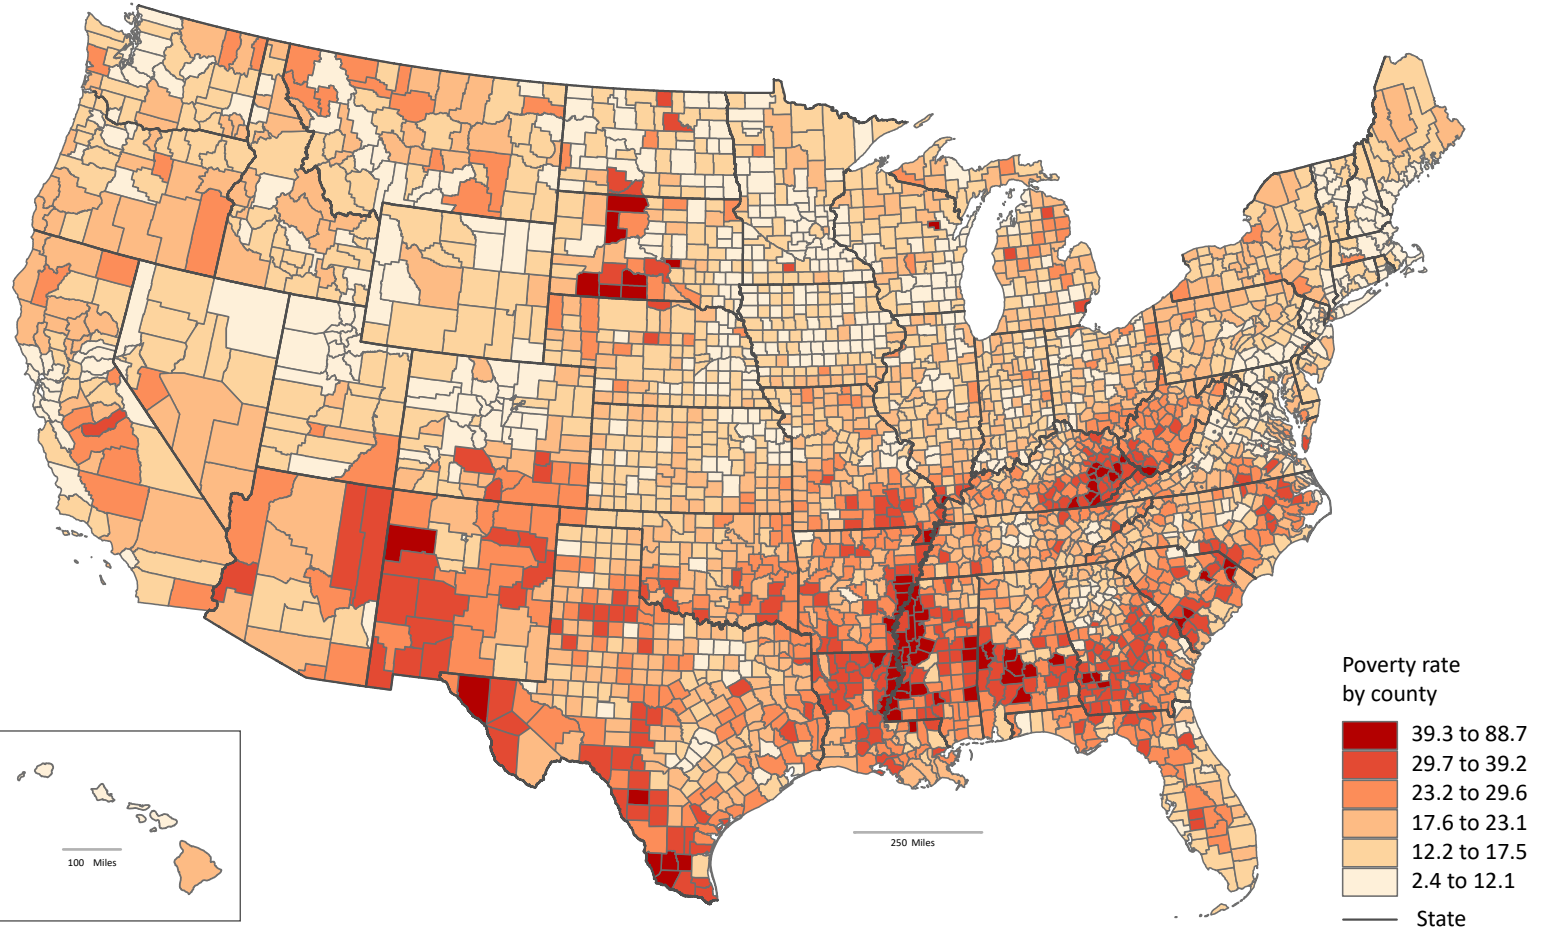 Poverty rate
by county
39.3 to 88.7
29.7 to 39.2
23.2 to 29.6
17.6 to 23.1
12.2 to 17.5
2.4 to 12.1
State
250 Miles
100 Miles